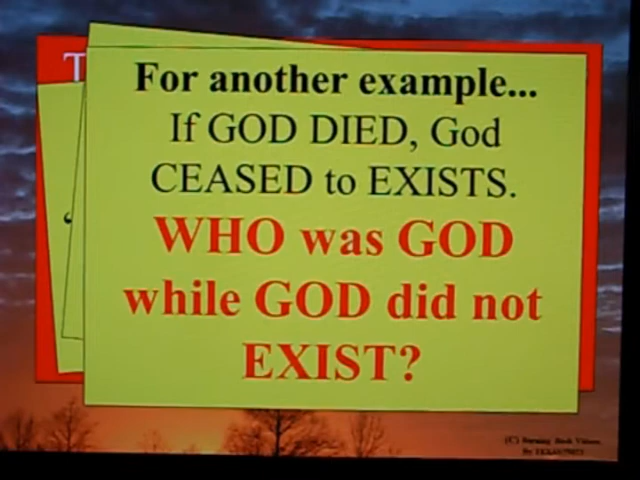 T
For another example...
If GOD DIED, God
CEASED to EXISTS.
WHO was GOD
while GOD did not
EXIST?